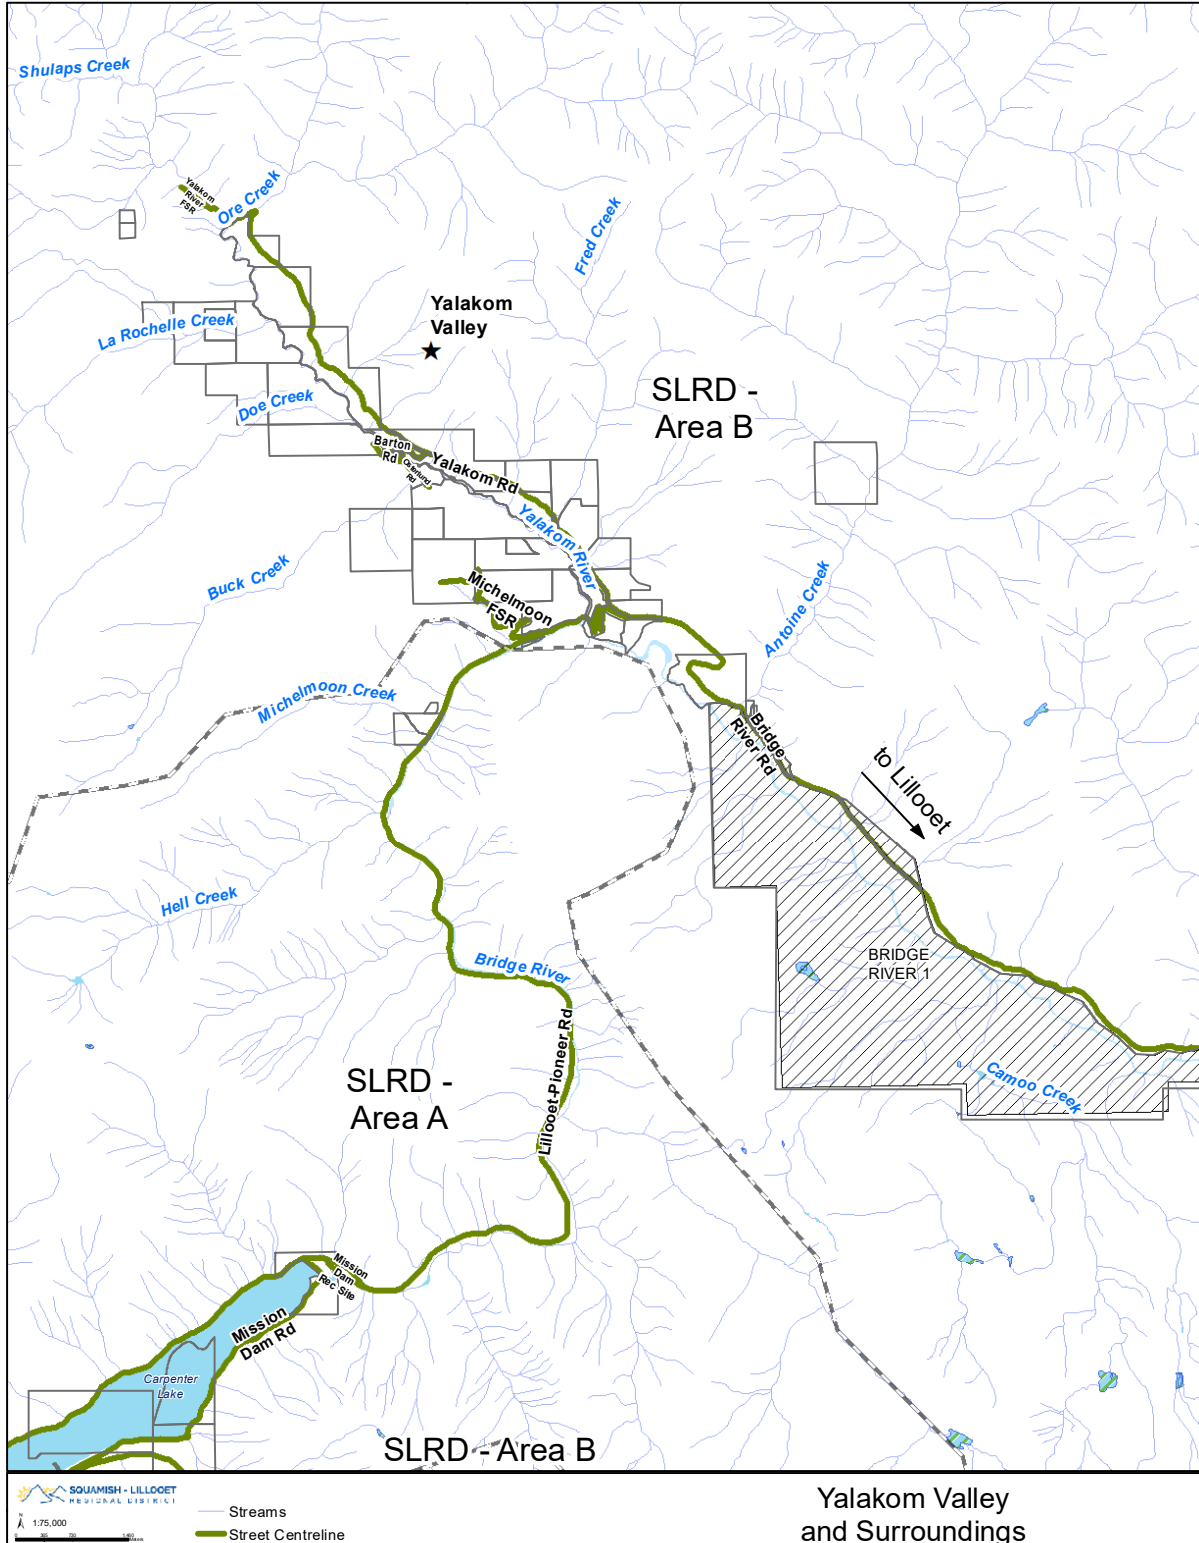 Shulaps Creek
Yalakom
River
FSR
Ore Creek
Fred Creek
Yalakom
Valley
La Rochelle Creek
SLRD -
Area B
Doe Creek
Barton
Rd
Osterlund
Rd
Yalakom Rd
Yalakom River
Buck Creek
Michelmoon
FSR
Antoine Creek
Michelmoon Creek
Bridge
River Rd
to Lillooet
Hell Creek
Bridge River
BRIDGE
RIVER 1
Lillooet-Pioneer Rd
SLRD -
Area A
Camoo Creek
Mission
Dam
Rec Site
Mission
Dam Rd
Carpenter
Lake
SLRD - Area B
SQUAMISH - LILLOOET
REGIONAL DISTRICT
N
1:75,000
Streams
Street Centreline
Yalakom Valley
and Surroundings